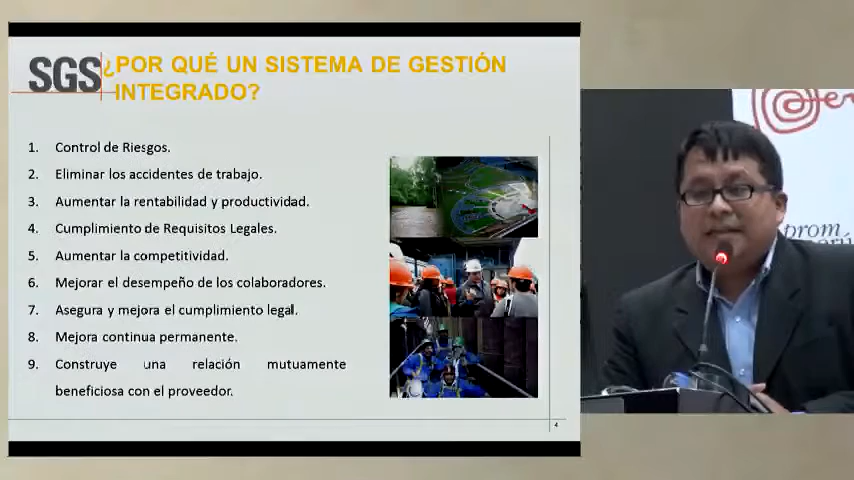 SGS
¿POR QUÉ UN SISTEMA DE GESTIÓN
INTEGRADO?
1. Control de Riesgos.
2. Eliminar los accidentes de trabajo.
3. Aumentar la rentabilidad y productividad.
4. Cumplimiento de Requisitos Legales.
5. Aumentar la competitividad.
6. Mejorar el desempeño de los colaboradores.
7. Asegura y mejora el cumplimiento legal.
8. Mejora continua permanente.
9. Construye una relación mutuamente
beneficiosa con el proveedor.
4
prom